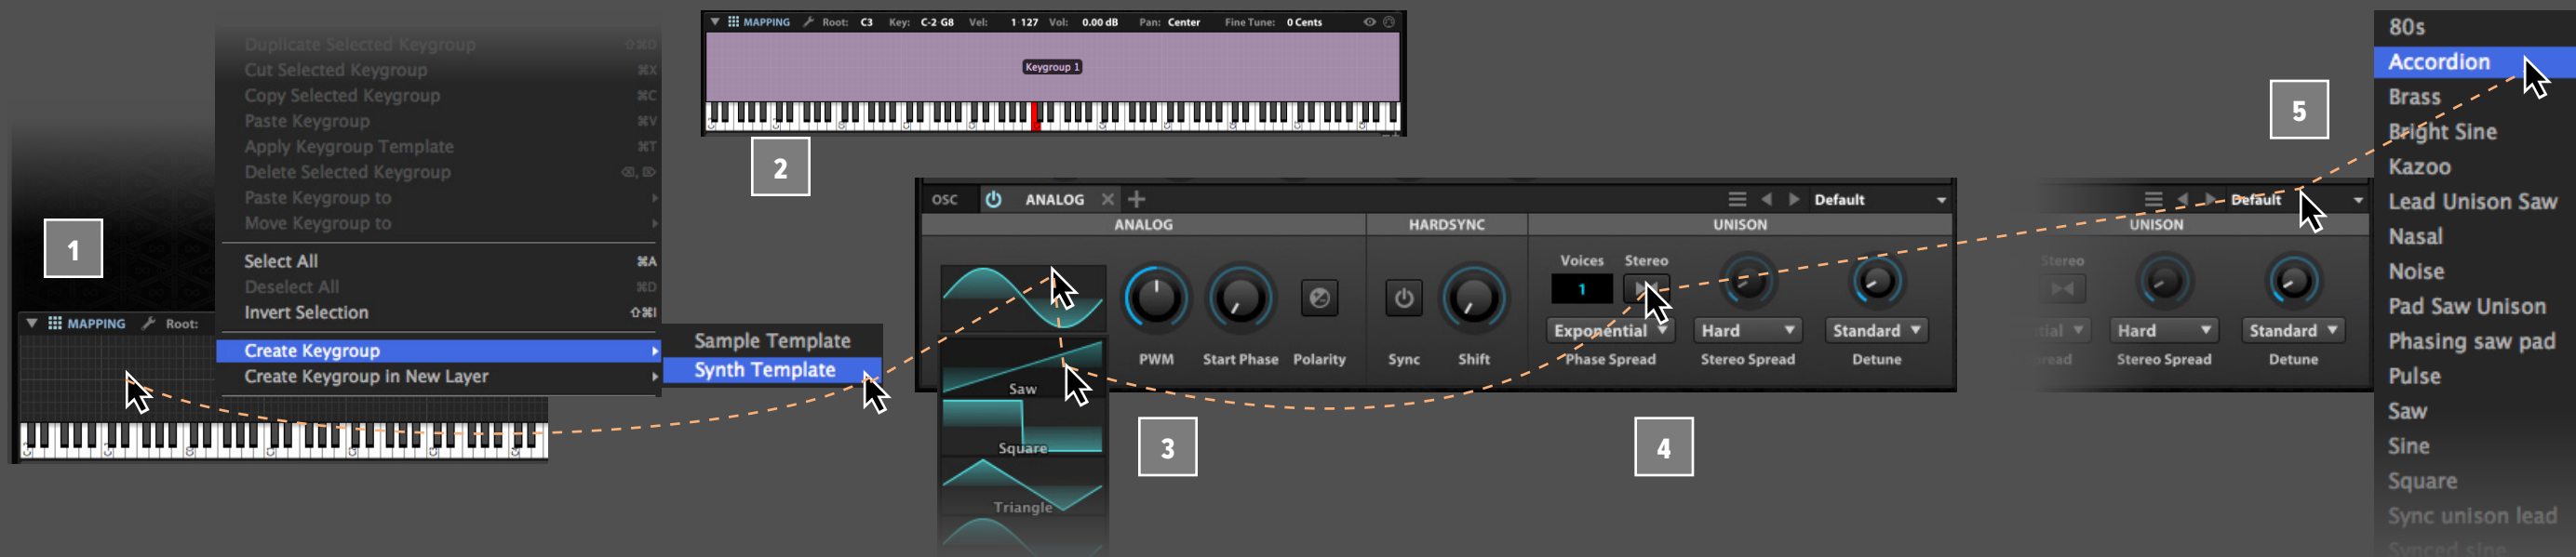 Duplicate Selected Keygroup ⇧⌘D
Cut Selected Keygroup ⌘X
Copy Selected Keygroup ⌘C
Paste Keygroup ⌘V
Apply Keygroup Template ⌘T
Delete Selected Keygroup ⌫, ⌦
Paste Keygroup to
Move Keygroup to
Select All ⌘A
Deselect All ⌘D
Invert Selection ⇧⌘I
Create Keygroup
Create Keygroup in New Layer
Sample Template
Synth Template
1
MAPPING Root:
MAPPING Root: C3 Key: C-2 G8 Vel: 1 127 Vol: 0.00 dB Pan: Center Fine Tune: 0 Cents
Keygroup 1
2
OSC ANALOG Default
ANALOG HARDSYNC UNISON
Voices Stereo
1
Exponential Hard Standard
PWM Start Phase Polarity Sync Shift Phase Spread Stereo Spread Detune
Saw
Square
Triangle
3
4
5
Default
UNISON
Stereo
Hard Standard
Stereo Spread Detune
80s
Accordion
Brass
Bright Sine
Kazoo
Lead Unison Saw
Nasal
Noise
Pad Saw Unison
Phasing saw pad
Pulse
Saw
Sine
Square
Sync unison lead
Synced sine